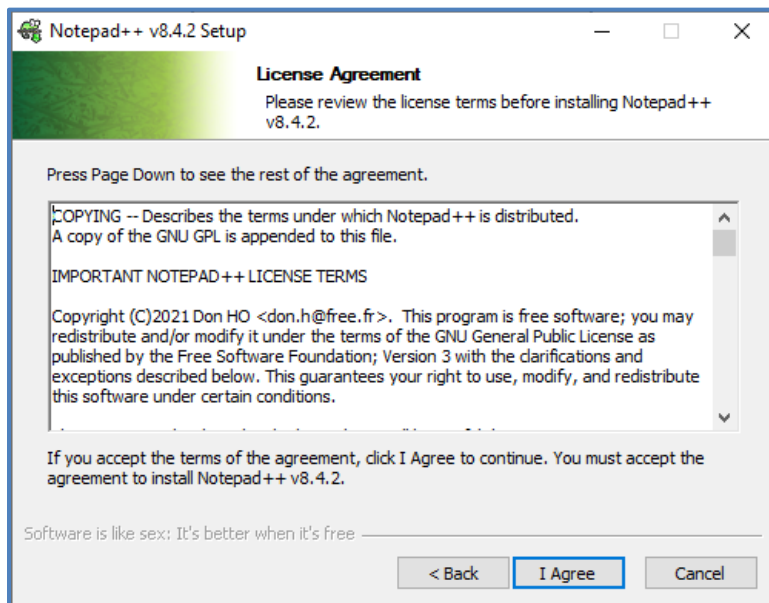 Notepad++ v8.4.2 Setup
License Agreement
Please review the license terms before installing Notepad++
v8.4.2.
Press Page Down to see the rest of the agreement.
COPYING -- Describes the terms under which Notepad++ is distributed.
A copy of the GNU GPL is appended to this file.
IMPORTANT NOTEPAD++ LICENSE TERMS
Copyright (C)2021 Don HO <don.h@free.fr>. This program is free software; you may
redistribute and/or modify it under the terms of the GNU General Public License as
published by the Free Software Foundation; Version 3 with the clarifications and
exceptions described below. This guarantees your right to use, modify, and redistribute
this software under certain conditions.
If you accept the terms of the agreement, click I Agree to continue. You must accept the
agreement to install Notepad++ v8.4.2.
Software is like sex: It's better when it's free
< Back
I Agree
Cancel